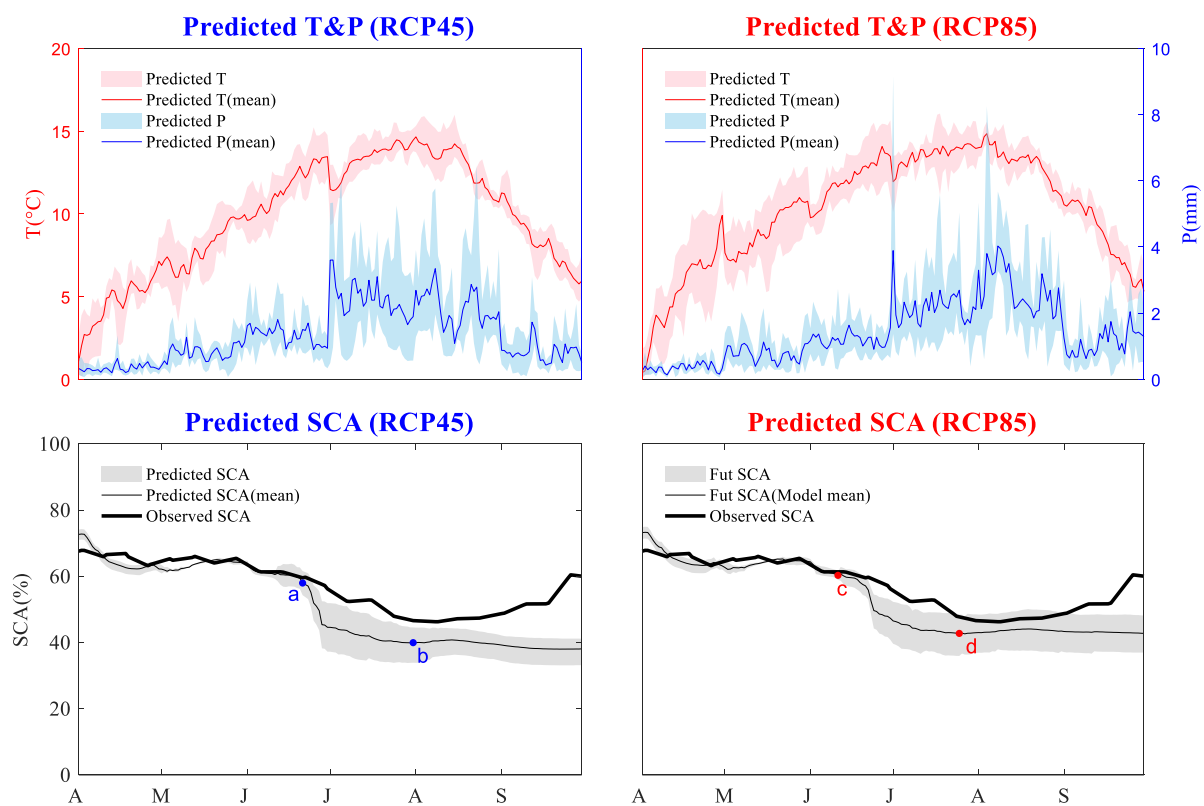 Predicted T&P (RCP45)
Predicted T&P (RCP85)
20
15
10
5
0
T(°C)
Predicted T
Predicted T(mean)
Predicted P
Predicted P(mean)
Predicted T
Predicted T(mean)
Predicted P
Predicted P(mean)
10
8
6
4
2
0
P(mm)
Predicted SCA (RCP45)
Predicted SCA (RCP85)
100
80
60
40
20
0
SCA(%)
Predicted SCA
Predicted SCA(mean)
Observed SCA
a
b
Fut SCA
Fut SCA(Model mean)
Observed SCA
c
d
A M J J A S
A M J J A S